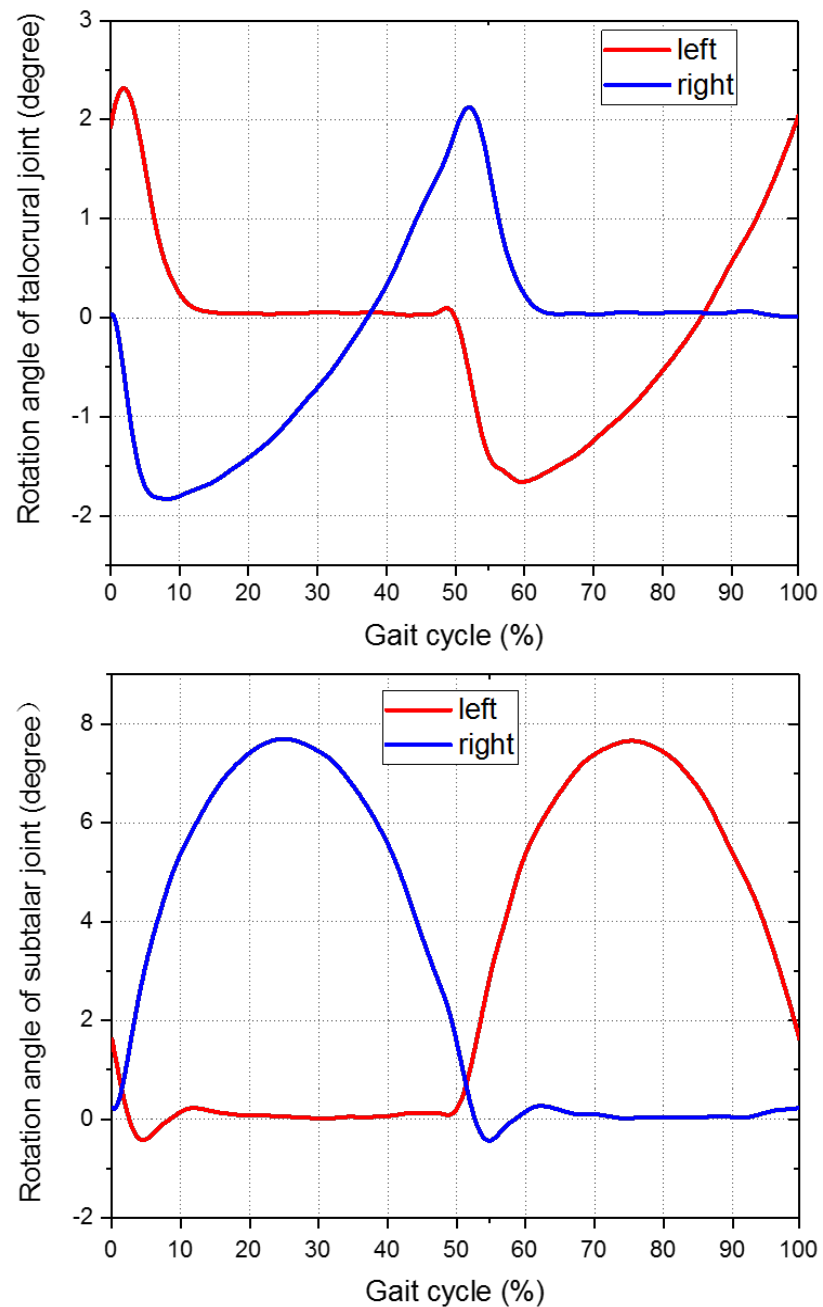 Rotation angle of talocrural joint (degree)
3
2
1
0
-1
-2
left
right
0 10 20 30 40 50 60 70 80 90 100
Gait cycle (%)
Rotation angle of subtalar joint (degree）
8
6
4
2
0
-2
left
right
0 10 20 30 40 50 60 70 80 90 100
Gait cycle (%)